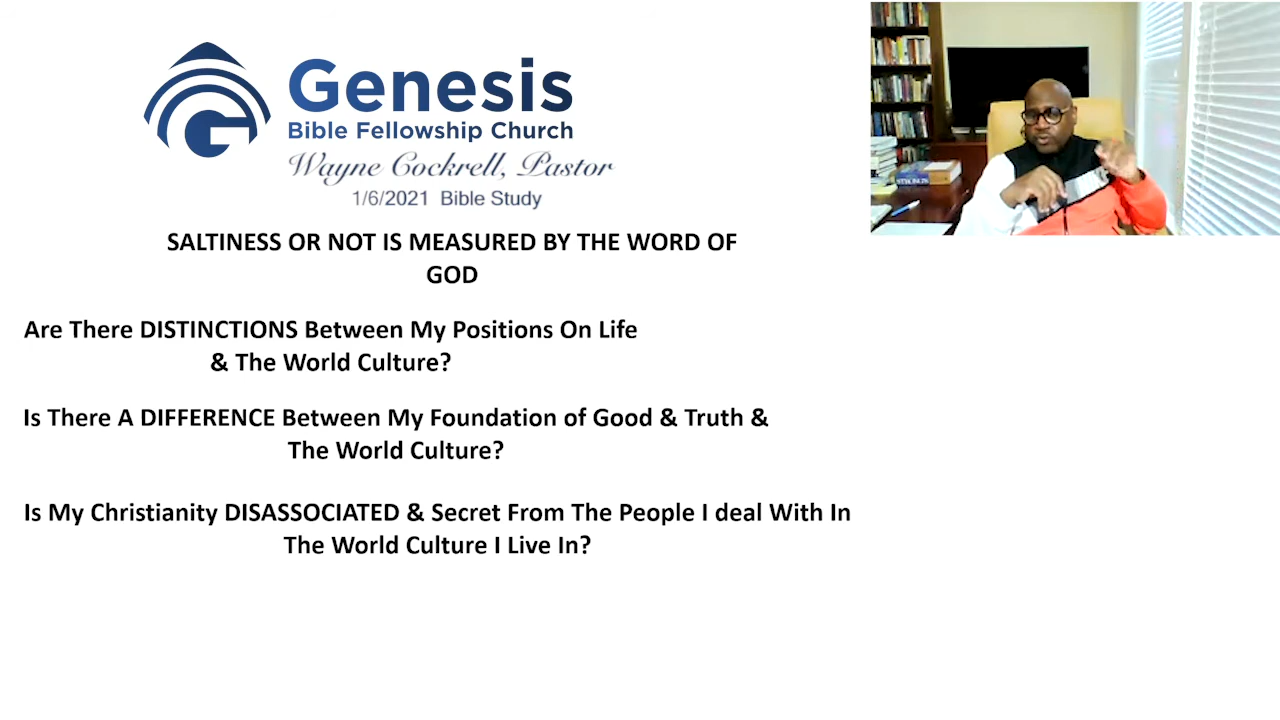 Genesis
Bible Fellowship Church
Wayne Cockrell, Pastor
1/6/2021 Bible Study
SALTINESS OR NOT IS MEASURED BY THE WORD OF
GOD
Are There DISTINCTIONS Between My Positions On Life
& The World Culture?
Is There A DIFFERENCE Between My Foundation of Good & Truth &
The World Culture?
Is My Christianity DISASSOCIATED & Secret From The People I deal With In
The World Culture I Live In?
STRONG'S